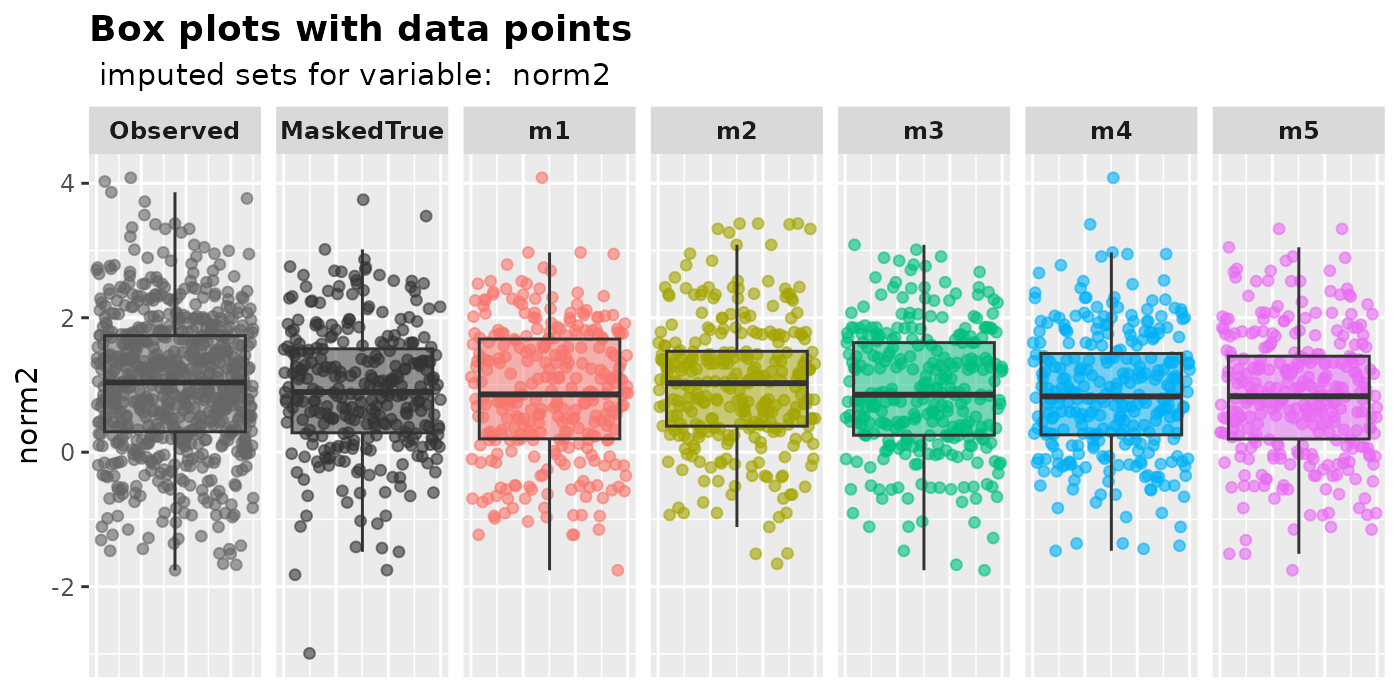 Box plots with data points
imputed sets for variable:  norm2
Observed MaskedTrue m1 m2 m3 m4 m5
4
2
0
-2
norm2